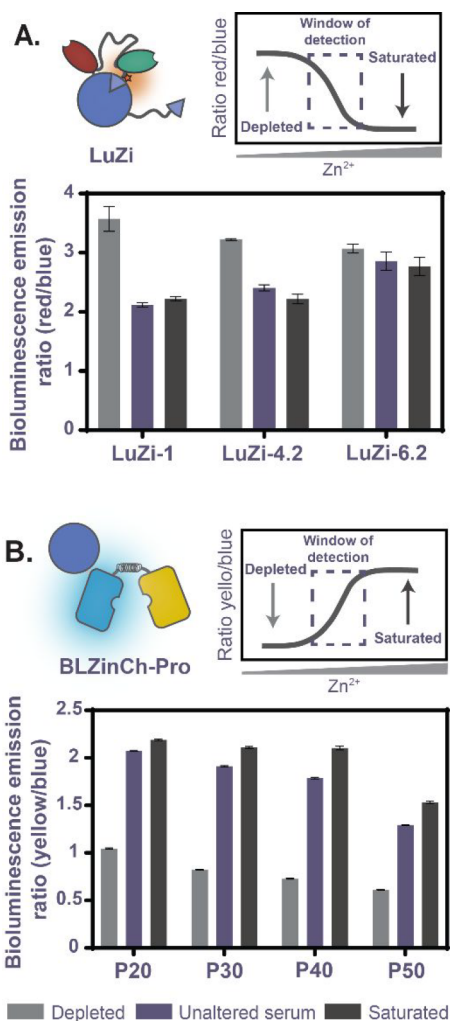 A.
LuZi
Ratio red/blue
Window of
detection
Saturated
Depleted
Zn2+
Bioluminescence emission
ratio (red/blue)
4
3
2
1
0
LuZi-1
LuZi-4.2
LuZi-6.2
B.
BLZinCh-Pro
Ratio yello/blue
Window of
detection
Depleted
Saturated
Zn2+
Bioluminescence emission
ratio (yellow/blue)
2.5
2
1.5
1
0.5
0
P20
P30
P40
P50
Depleted
Unaltered serum
Saturated